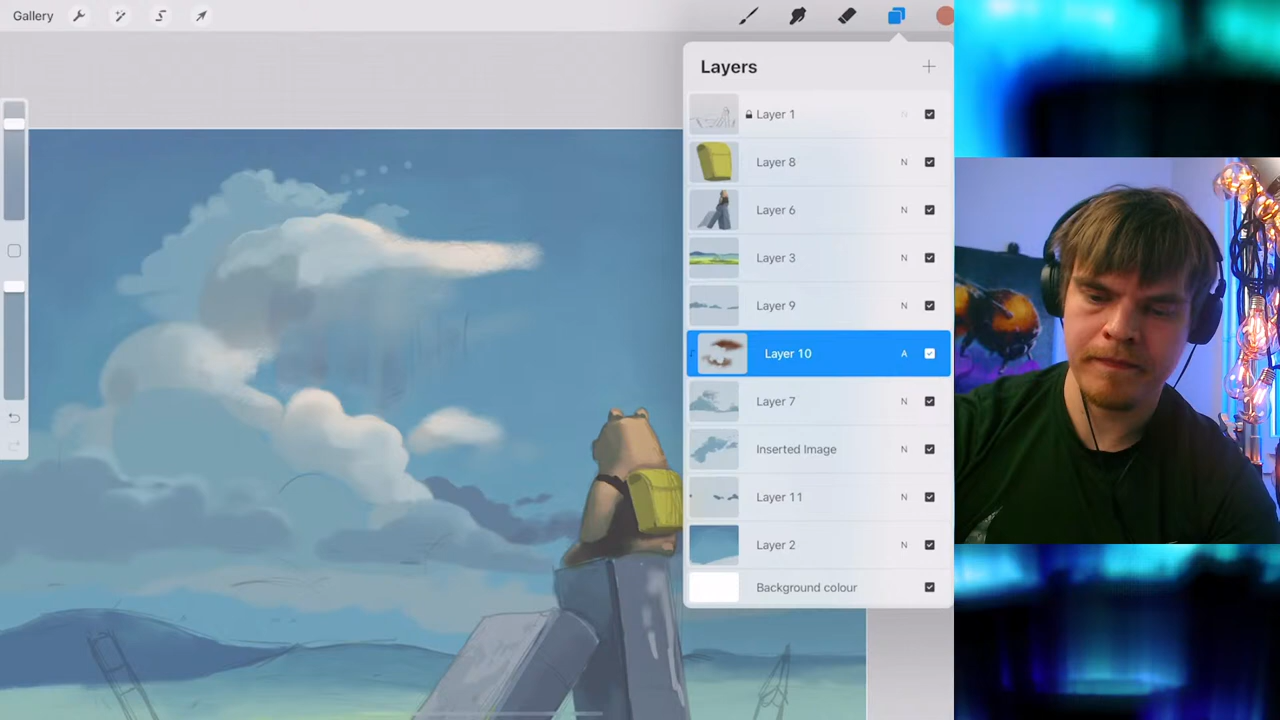 Gallery
Layers
Layer 1
N
Layer 8
N
Layer 6
N
Layer 3
N
Layer 9
N
Layer 10
A
Layer 7
N
Inserted Image
N
Layer 11
N
Layer 2
N
Background colour